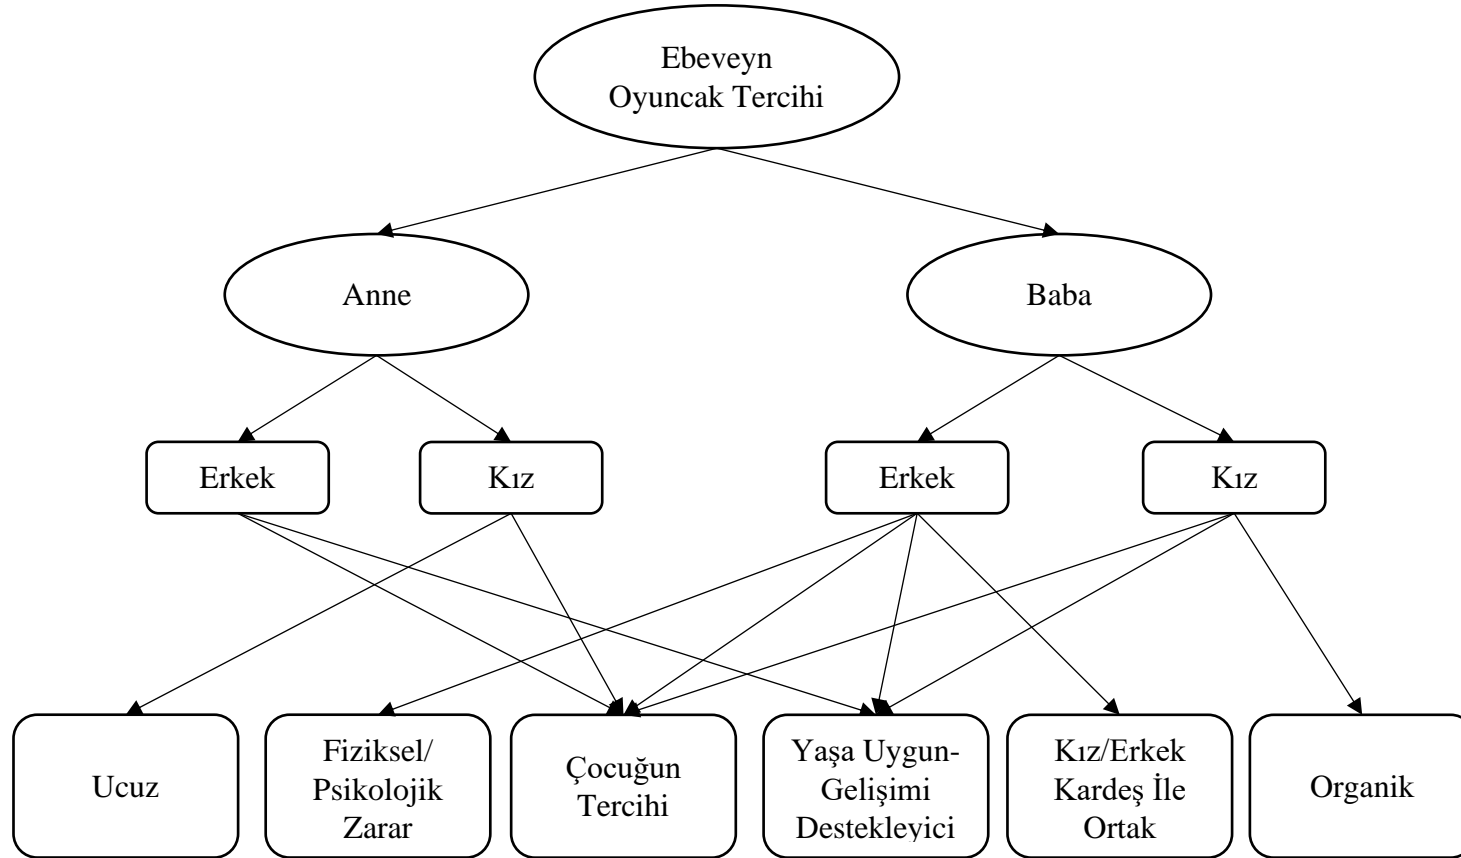 Ebeveyn
Oyuncak Tercihi
Anne
Baba
Erkek
Kız
Erkek
Kız
Ucuz
Fiziksel/
Psikolojik
Zarar
Çocuğun
Tercihi
Yaşa Uygun-
Gelişimi
Destekleyici
Kız/Erkek
Kardeş İle
Ortak
Organik